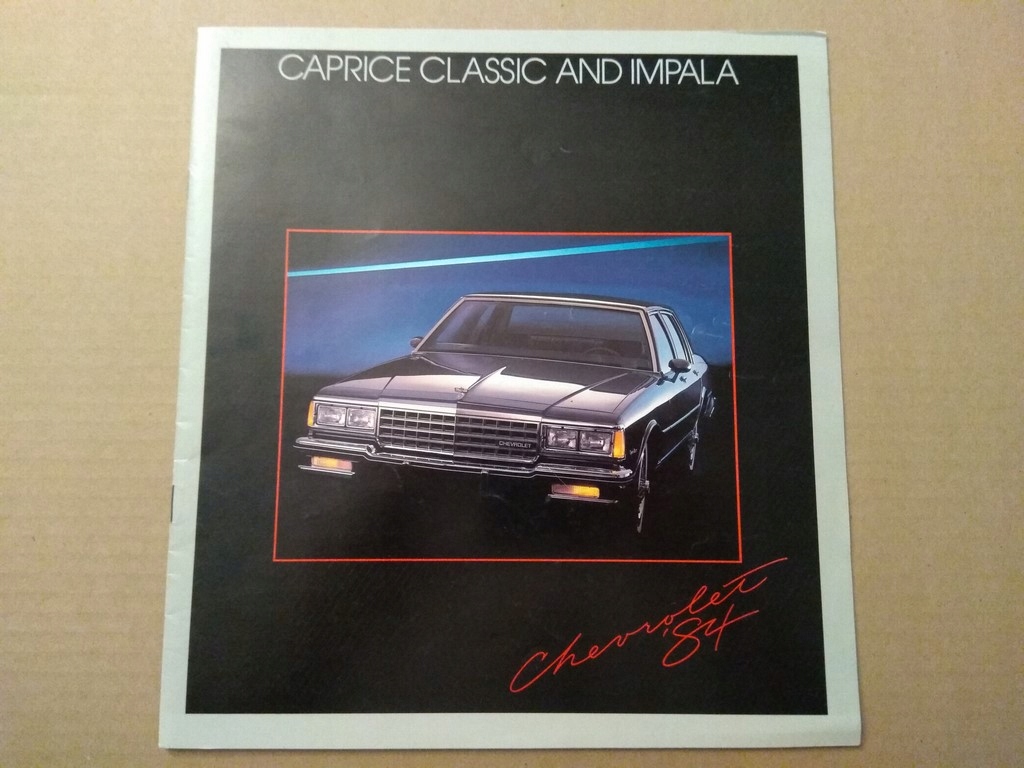 CAPRICE CLASSIC AND IMPALA
CHEVROLET
Chevrolet
'84